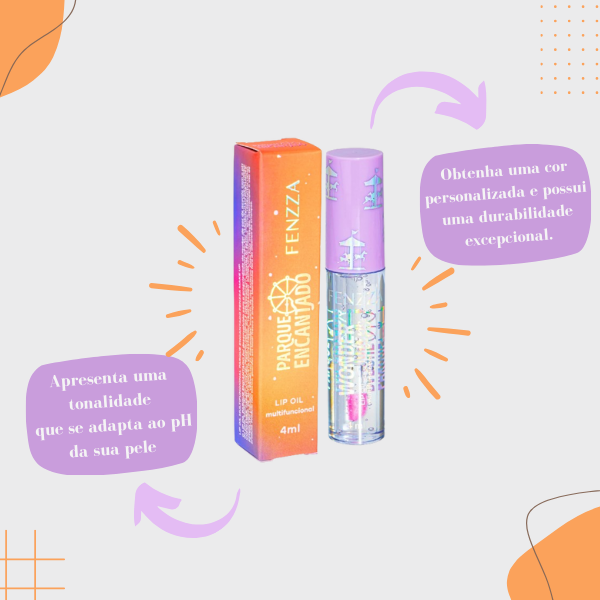 Obtenha uma cor
personalizada e possui
uma durabilidade
excepcional.
FENZZA
PARQUE
ENCANTADO
LIP OIL
multifuncional
4ml
WONDER
Apresenta uma
tonalidade
que se adapta ao pH
da sua pele